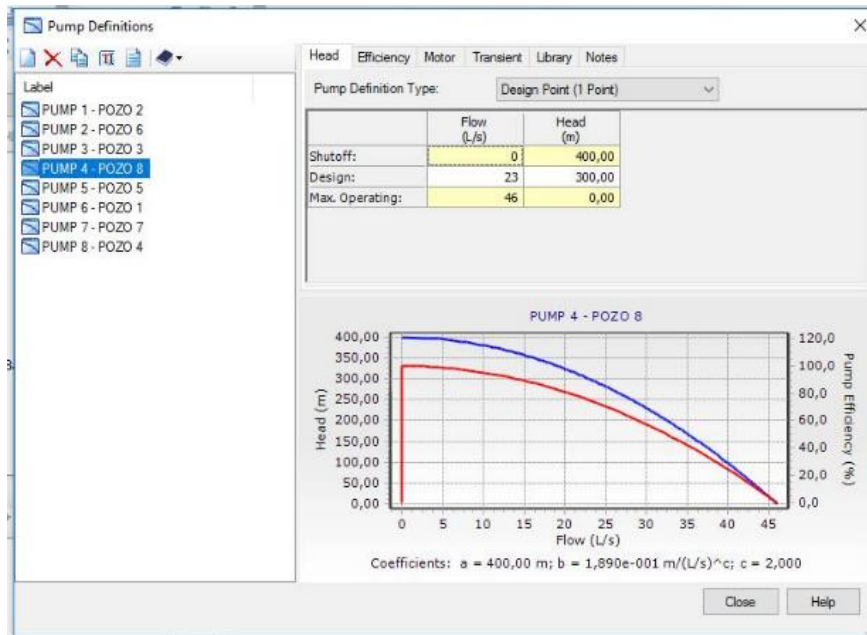 Pump Definitions
Label
PUMP 1 - POZO 2
PUMP 2 - POZO 6
PUMP 3 - POZO 3
PUMP 4 - POZO 8
PUMP 5 - POZO 5
PUMP 6 - POZO 1
PUMP 7 - POZO 7
PUMP 8 - POZO 4
Head Efficiency Motor Transient Library Notes
Pump Definition Type: Design Point (1 Point)
Flow (L/s) Head (m)
Shutoff: 0 400,00
Design: 23 300,00
Max. Operating: 46 0,00
PUMP 4 - POZO 8
Head (m)
400,00
350,00
300,00
250,00
200,00
150,00
100,00
50,00
0,00
120,0
100,0
80,0
60,0
40,0
20,0
0,0
Pump Efficiency (%)
0 5 10 15 20 25 30 35 40 45
Flow (L/s)
Coefficients: a = 400,00 m; b = 1,890e-001 m/(L/s)^c; c = 2,000
Close Help